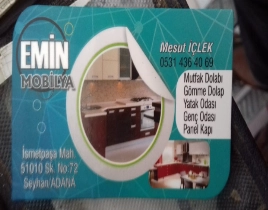 EMİN
MOBİLYA
Mesut İÇLEK
0531 436 40 69
Mutfak Dolabı
Gömme Dolap
Yatak Odası
Genç Odası
Panel Kapı
İsmetpaşa Mah.
51010 Sk. No:72
Seyhan/ADANA